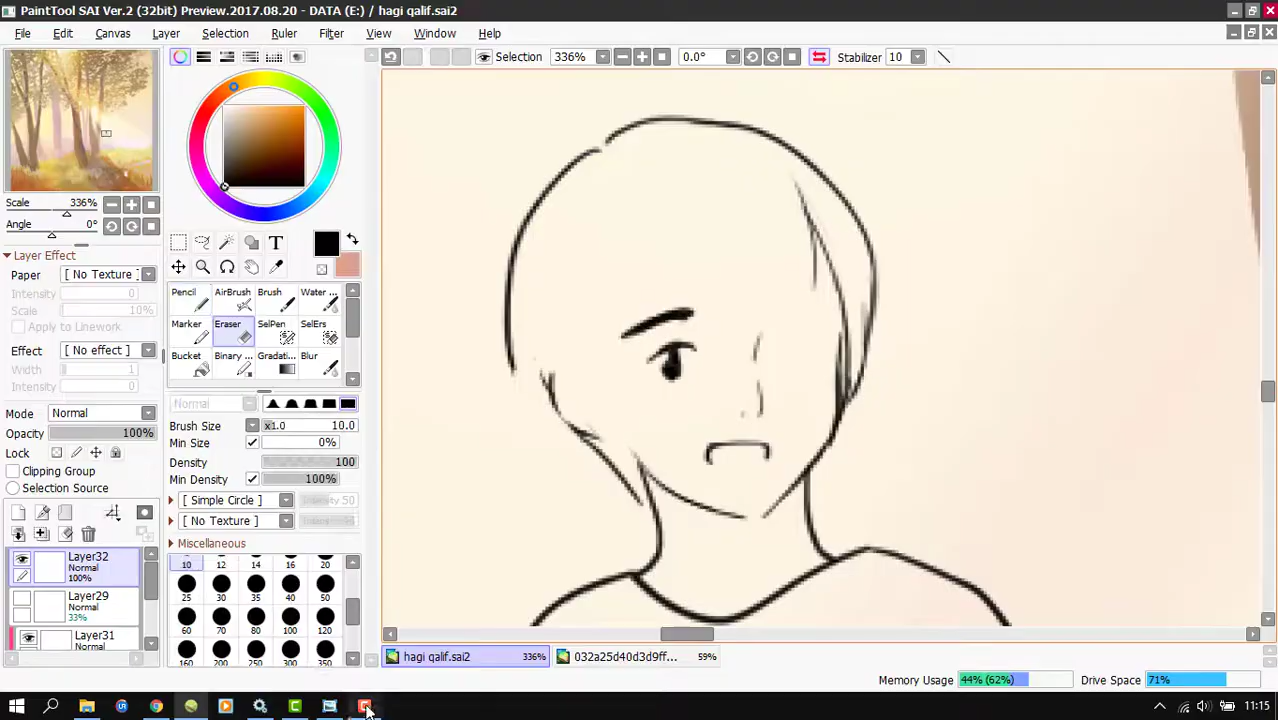 PaintTool SAI Ver.2 (32bit) Preview.2017.08.20 - DATA (E:) / hagi qalif.sai2
File Edit Canvas Layer Selection Ruler Filter View Window Help
Selection 336% 0.0° Stabilizer 10
Scale 336%
Angle 0°
Layer Effect
Paper [ No Texture ]
Intensity 0
Scale 10%
Apply to Linework
Effect [ No effect ]
Width 1
Intensity 0
Mode Normal
Opacity 100%
Lock
Clipping Group
Selection Source
Layer32
Normal
100%
Layer29
Normal
33%
Layer31
Normal
T
Pencil AirBrush Brush Water ...
Marker Eraser SelPen SelErs
Bucket Binary ... Gradati... Blur
Normal
Brush Size x1.0 10.0
Min Size 0%
Density 100
Min Density 100%
[ Simple Circle ] Intensity 50
[ No Texture ]
Miscellaneous
10 12 14 16 20
25 30 35 40 50
60 70 80 100 120
160 200 250 300 350
hagi qalif.sai2 336% 032a25d40d3d9ff... 59%
Memory Usage 44% (62%) Drive Space 71%
11:15